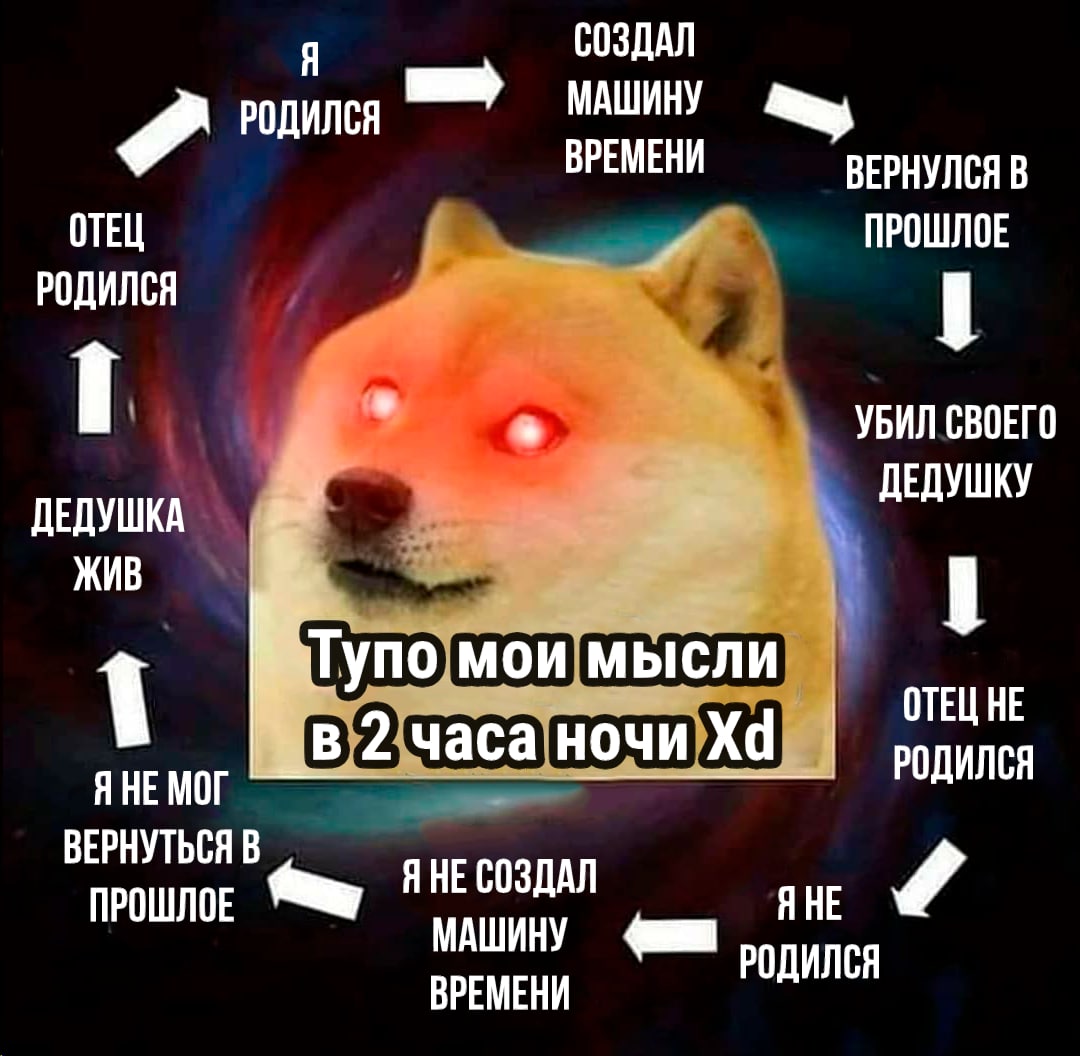 Я
РОДИЛСЯ
СОЗДАЛ
МАШИНУ
ВРЕМЕНИ
ВЕРНУЛСЯ В
ПРОШЛОЕ
УБИЛ СВОЕГО
ДЕДУШКУ
ОТЕЦ НЕ
РОДИЛСЯ
Я НЕ
РОДИЛСЯ
Я НЕ СОЗДАЛ
МАШИНУ
ВРЕМЕНИ
Я НЕ МОГ
ВЕРНУТЬСЯ В
ПРОШЛОЕ
ДЕДУШКА
ЖИВ
ОТЕЦ
РОДИЛСЯ
Тупо мои мысли
в 2 часа ночи Xd